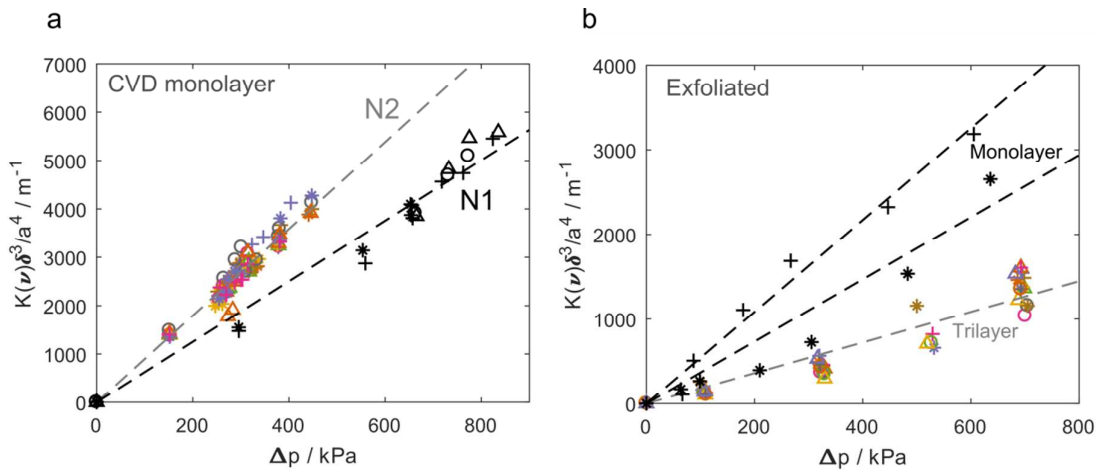 a
7000
6000
5000
4000
3000
2000
1000
0
K(ν)δ³/a⁴ / m⁻¹
CVD monolayer
N2
N1
0 200 400 600 800
Δp / kPa
b
4000
3000
2000
1000
0
K(ν)δ³/a⁴ / m⁻¹
Exfoliated
Monolayer
Trilayer
0 200 400 600 800
Δp / kPa